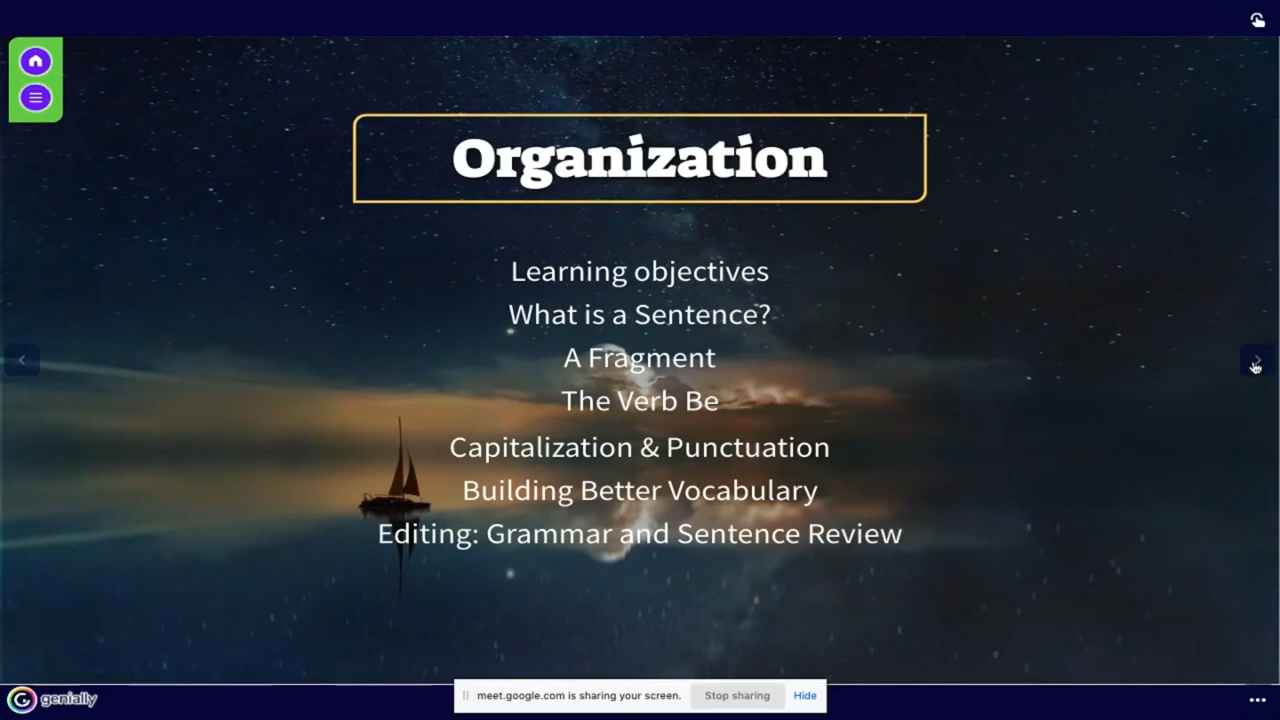 Organization
Learning objectives
What is a Sentence?
A Fragment
The Verb Be
Capitalization & Punctuation
Building Better Vocabulary
Editing: Grammar and Sentence Review
genially
meet.google.com is sharing your screen. Stop sharing Hide